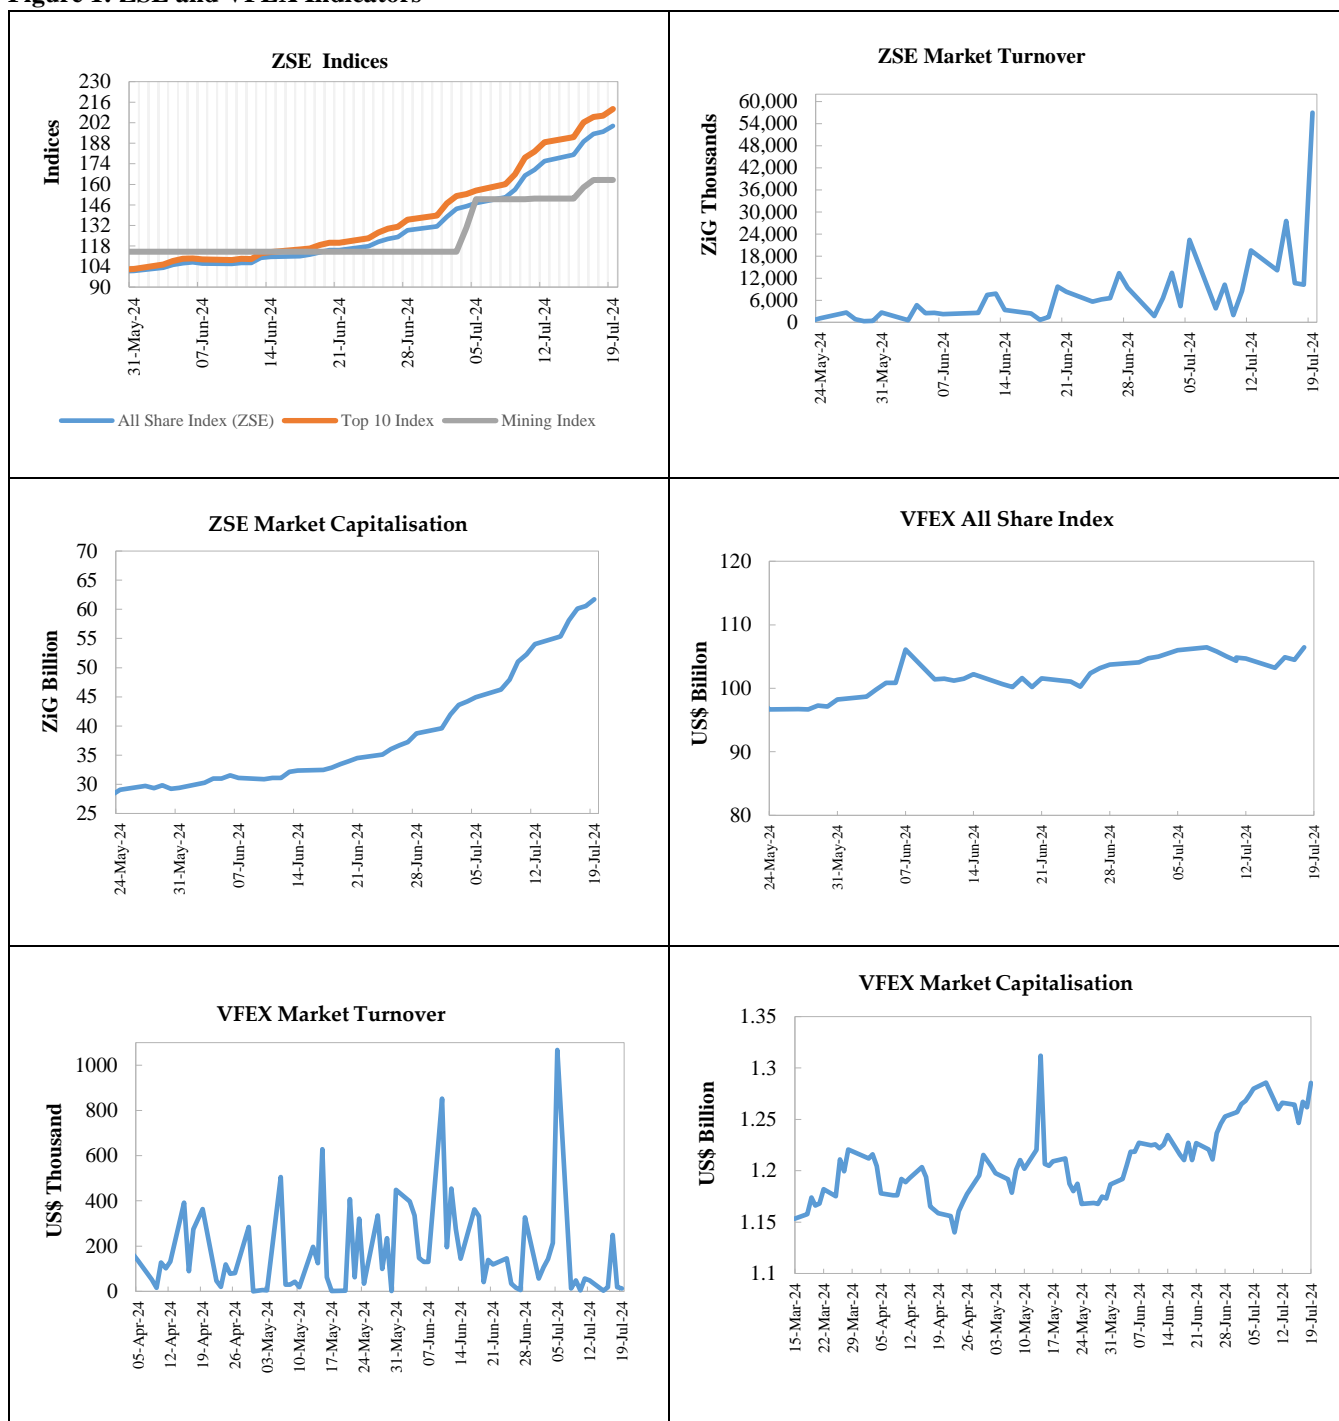 Figure 1: ZSE and VFEX Indicators
ZSE Indices
Indices
230
216
202
188
174
160
146
132
118
104
90
31-May-24
07-Jun-24
14-Jun-24
21-Jun-24
28-Jun-24
05-Jul-24
12-Jul-24
19-Jul-24
All Share Index (ZSE)
Top 10 Index
Mining Index
ZSE Market Turnover
ZiG Thousands
60,000
54,000
48,000
42,000
36,000
30,000
24,000
18,000
12,000
6,000
0
24-May-24
31-May-24
07-Jun-24
14-Jun-24
21-Jun-24
28-Jun-24
05-Jul-24
12-Jul-24
19-Jul-24
ZSE Market Capitalisation
ZiG Billion
70
65
60
55
50
45
40
35
30
25
24-May-24
31-May-24
07-Jun-24
14-Jun-24
21-Jun-24
28-Jun-24
05-Jul-24
12-Jul-24
19-Jul-24
VFEX All Share Index
US$ Bililon
120
110
100
90
80
24-May-24
31-May-24
07-Jun-24
14-Jun-24
21-Jun-24
28-Jun-24
05-Jul-24
12-Jul-24
19-Jul-24
VFEX Market Turnover
US$ Thousand
1000
800
600
400
200
0
05-Apr-24
12-Apr-24
19-Apr-24
26-Apr-24
03-May-24
10-May-24
17-May-24
24-May-24
31-May-24
07-Jun-24
14-Jun-24
21-Jun-24
28-Jun-24
05-Jul-24
12-Jul-24
19-Jul-24
VFEX Market Capitalisation
US$ Billion
1.35
1.3
1.25
1.2
1.15
1.1
15-Mar-24
22-Mar-24
29-Mar-24
05-Apr-24
12-Apr-24
19-Apr-24
26-Apr-24
03-May-24
10-May-24
17-May-24
24-May-24
31-May-24
07-Jun-24
14-Jun-24
21-Jun-24
28-Jun-24
05-Jul-24
12-Jul-24
19-Jul-24